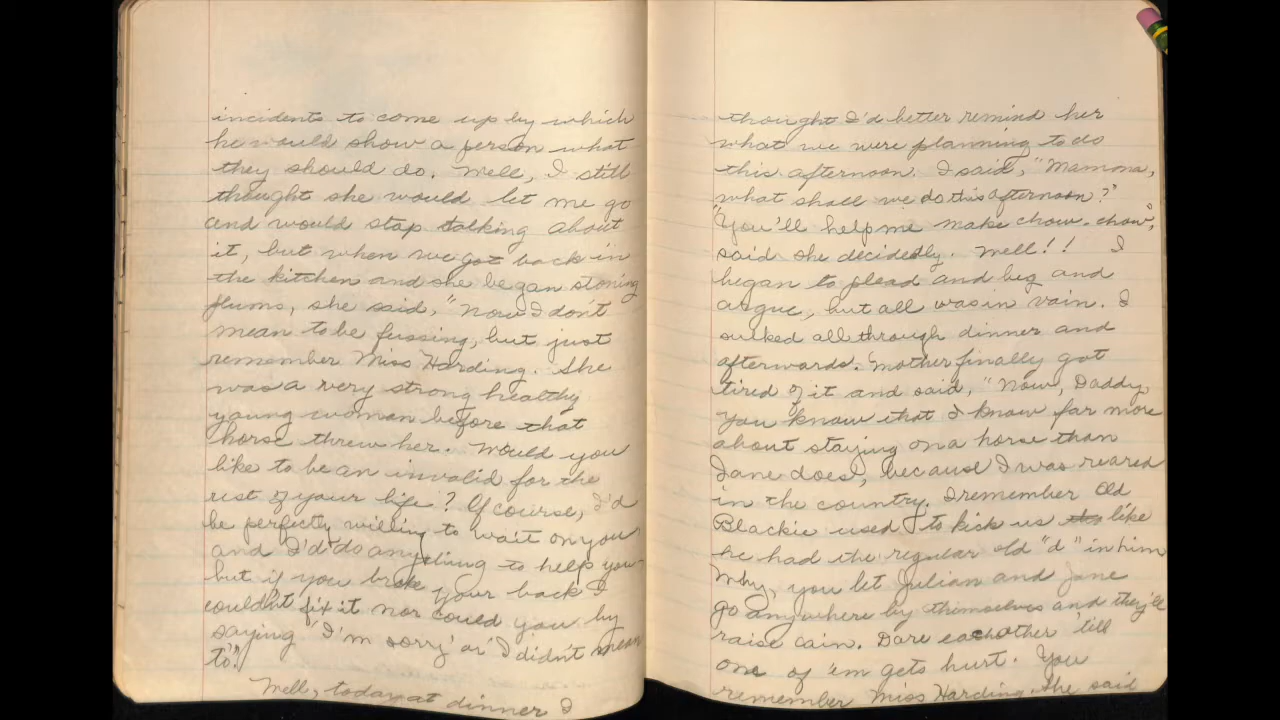 incidents to come up by which
he would show a person what
they should do. Well, I still
thought she would let me go
and would stop talking about
it, but when we got back in
the kitchen and she began stoning
plums, she said, "Now I don't
mean to be fussing, but just
remember Miss Harding. She
was a very strong healthy
young woman before that
horse threw her. Would you
like to be an invalid for the
rest of your life? Of course, I'd
be perfectly willing to wait on you
and I'd do anything to help you
but if you broke your back I
couldn't fix it nor could you by
saying 'I'm sorry' or 'I didn't mean
to'."
Well, today at dinner I
thought I'd better remind her
what we were planning to do
this afternoon. I said, "Mamma,
what shall we do this afternoon?"
"You'll help me make chow-chow",
said she decidedly. Well!! I
began to plead and beg and
argue, but all was in vain. I
sulked all through dinner and
afterwards. Mother finally got
tired of it and said, "Now, Daddy,
you know that I know far more
about staying on a horse than
Jane does, because I was reared
in the country. I remember Old
Blackie used to kick us like
he had the regular old "d" in him
Why, you let Julian and Jane
go anywhere by themselves and they'll
raise cain. Dare eachother 'till
one of 'em gets hurt. You
remember Miss Harding. She said